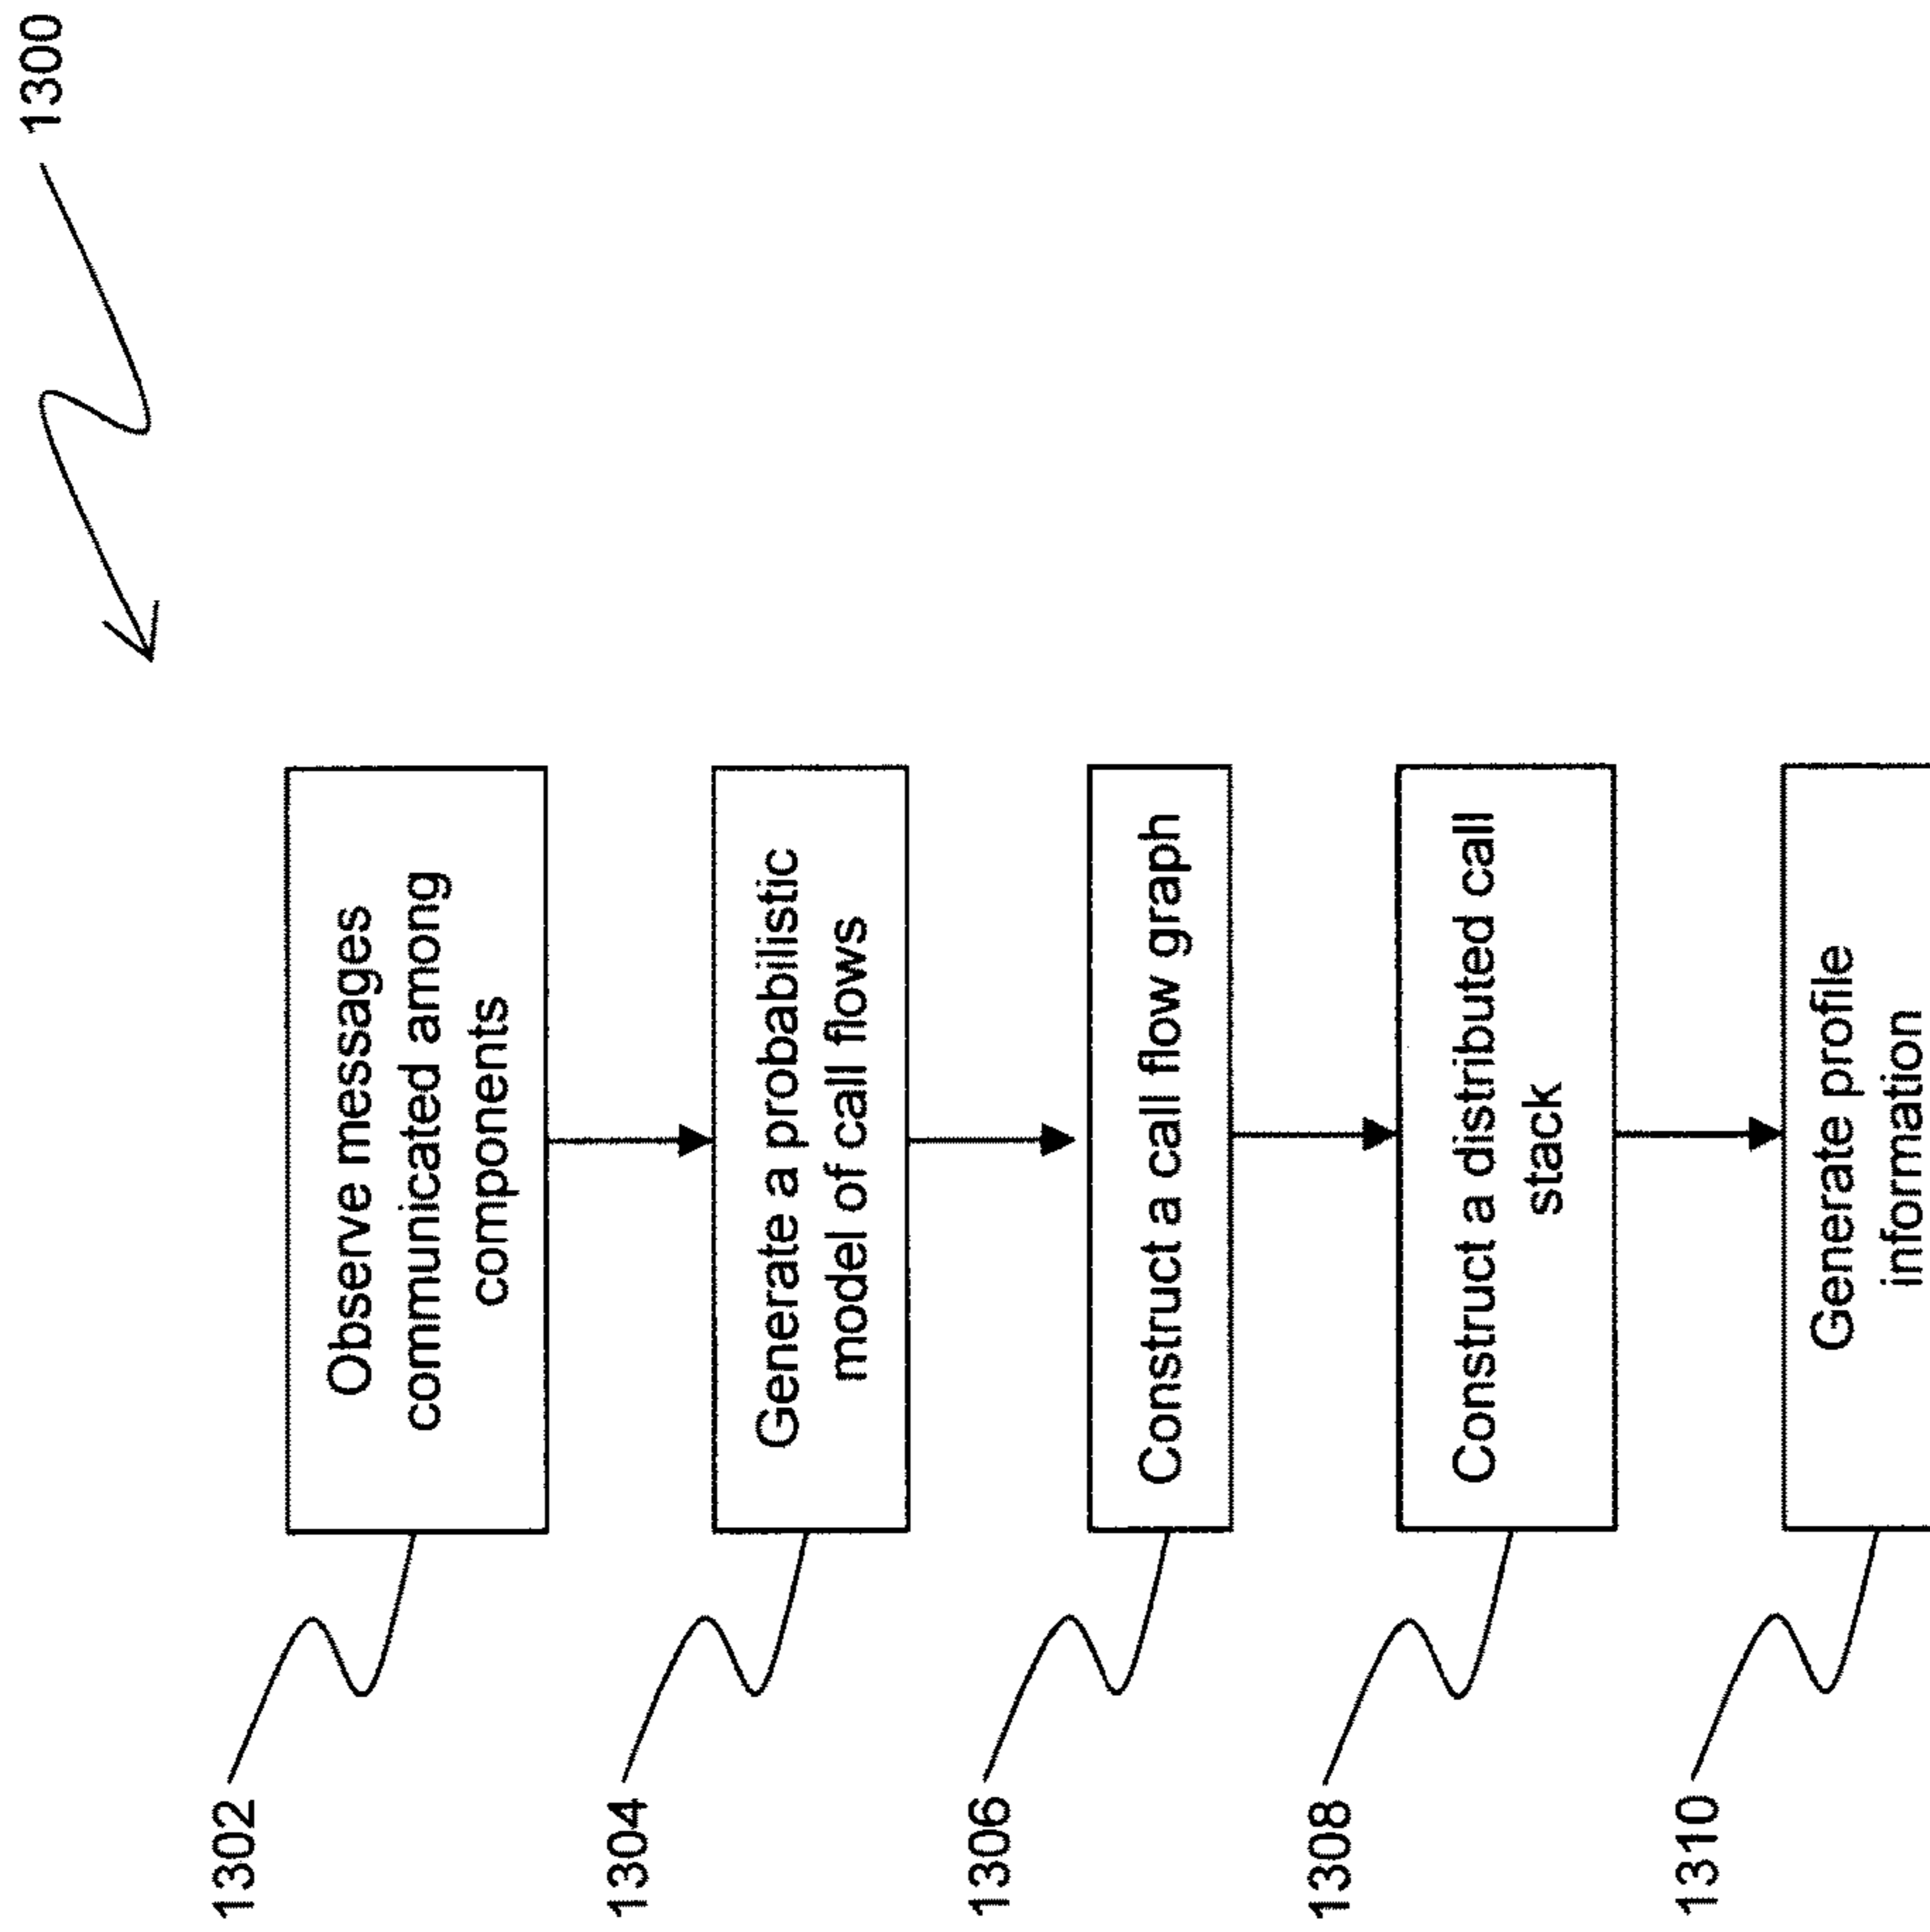 1300
1302
Observe messages
communicated among
components
1304
Generate a probabilistic
model of call flows
1306
Construct a call flow graph
1308
Construct a distributed call
stack
1310
Generate profile
information